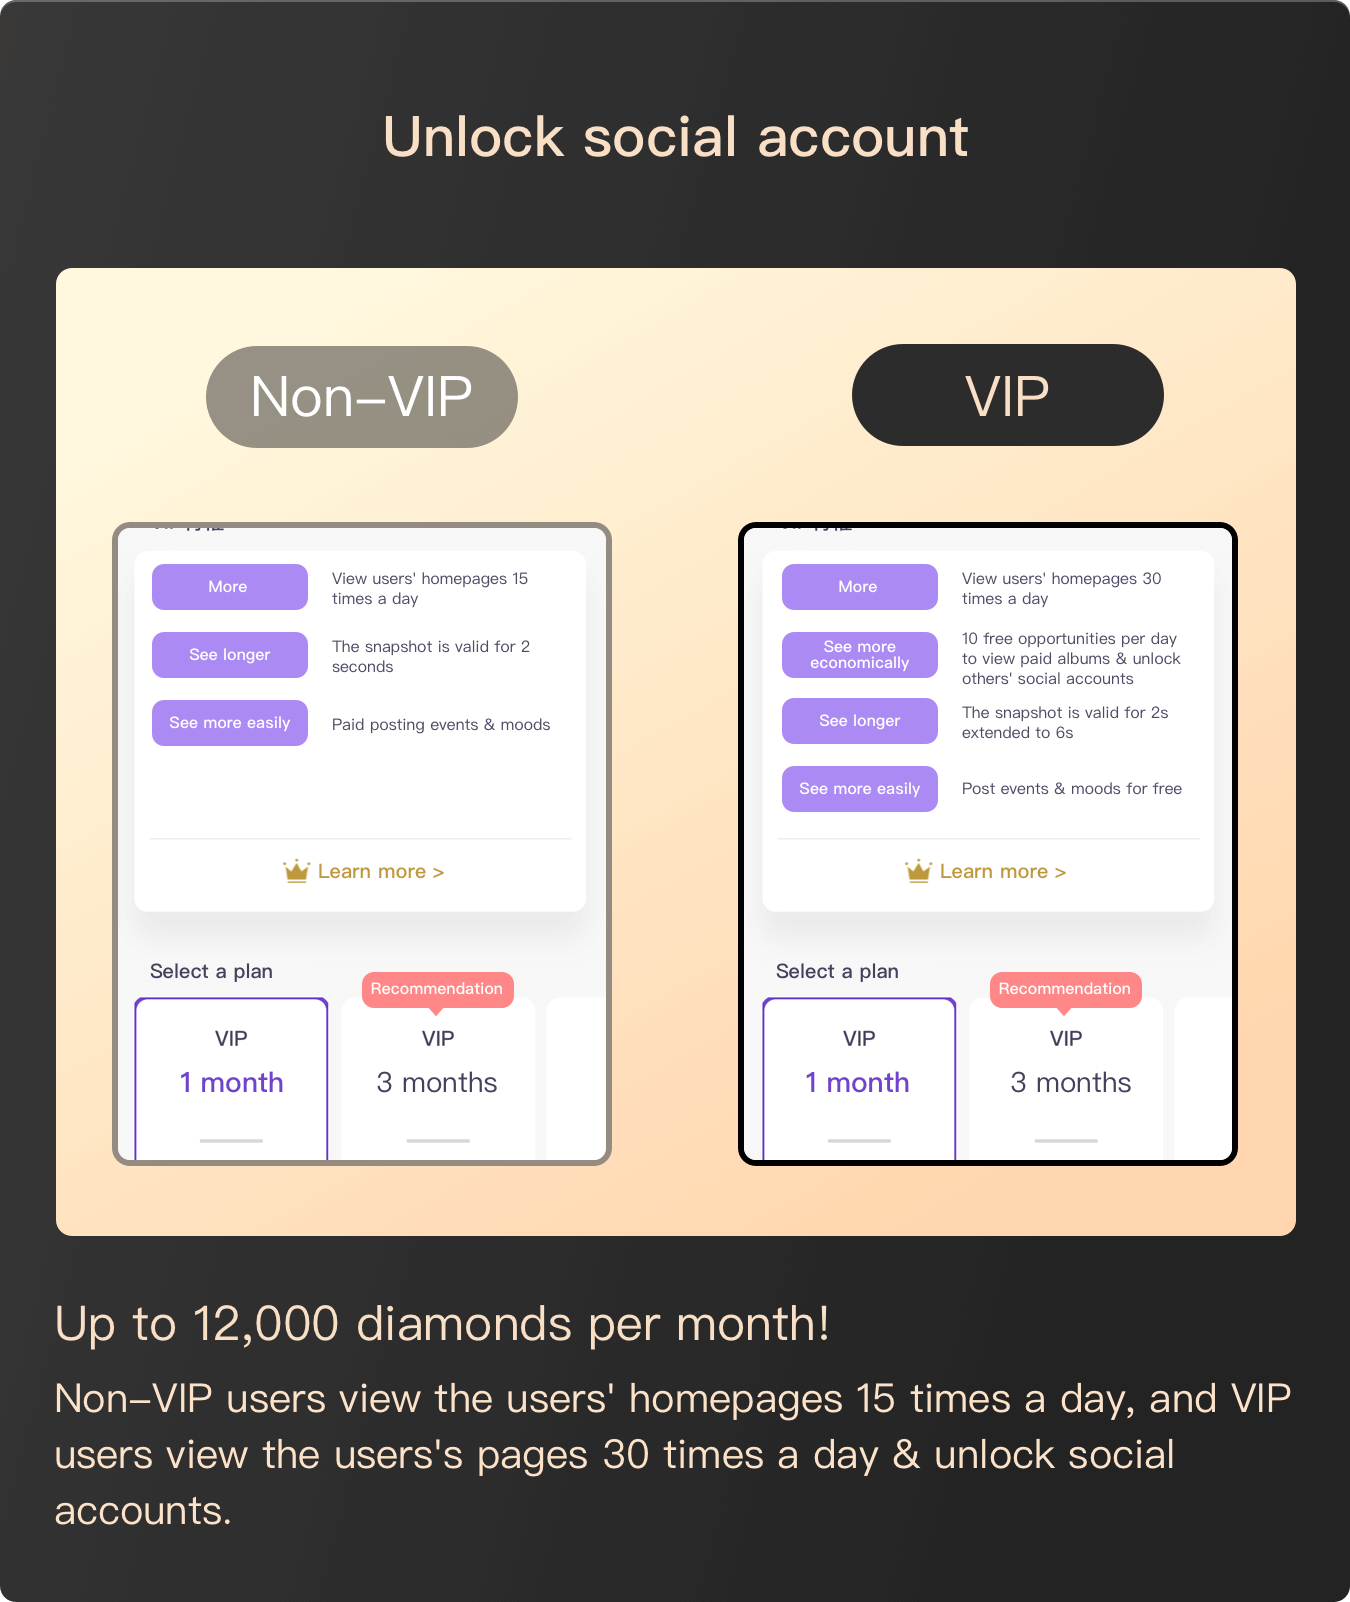 Unlock social account
Non-VIP
VIP
More
View users' homepages 15
times a day
See longer
The snapshot is valid for 2
seconds
See more easily
Paid posting events & moods
Learn more >
Select a plan
Recommendation
VIP
1 month
VIP
3 months
More
View users' homepages 30
times a day
See more
economically
10 free opportunities per day
to view paid albums & unlock
others' social accounts
See longer
The snapshot is valid for 2s
extended to 6s
See more easily
Post events & moods for free
Learn more >
Select a plan
Recommendation
VIP
1 month
VIP
3 months
Up to 12,000 diamonds per month!
Non-VIP users view the users' homepages 15 times a day, and VIP
users view the users's pages 30 times a day & unlock social
accounts.